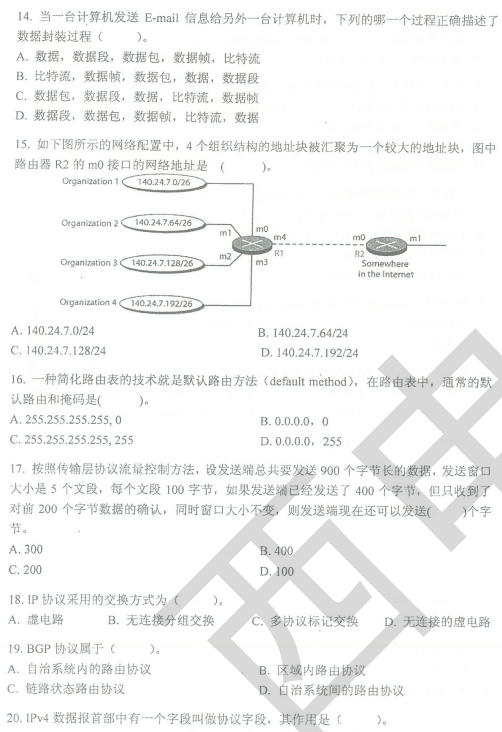 14. 当一台计算机发送 E-mail 信息给另外一台计算机时，下列的哪一个过程正确描述了
数据封装过程（ ）。
A. 数据，数据段，数据包，数据帧，比特流
B. 比特流，数据帧，数据包，数据，数据段
C. 数据包，数据段，数据，比特流，数据帧
D. 数据段，数据包，数据帧，比特流，数据
15. 如下图所示的网络配置中，4 个组织结构的地址块被汇聚为一个较大的地址块，图中
路由器 R2 的 m0 接口的网络地址是 （ ）。
Organization 1 140.24.7.0/26
Organization 2 140.24.7.64/26
Organization 3 140.24.7.128/26
Organization 4 140.24.7.192/26
m0
m1
m2
m3
m4
R1
m0
m1
R2
Somewhere
in the Internet
A. 140.24.7.0/24 B. 140.24.7.64/24
C. 140.24.7.128/24 D. 140.24.7.192/24
16. 一种简化路由表的技术就是默认路由方法（default method），在路由表中，通常的默
认路由和掩码是( )。
A. 255.255.255.255, 0 B. 0.0.0.0，0
C. 255.255.255.255, 255 D. 0.0.0.0，255
17. 按照传输层协议流量控制方法，设发送端总共要发送 900 个字节长的数据，发送窗口
大小是 5 个文段，每个文段 100 字节，如果发送端已经发送了 400 个字节，但只收到了
对前 200 个字节数据的确认，同时窗口大小不变，则发送端现在还可以发送( )个字
节。
A. 300 B. 400
C. 200 D. 100
18. IP 协议采用的交换方式为（ ）。
A. 虚电路 B. 无连接分组交换 C. 多协议标记交换 D. 无连接的虚电路
19. BGP 协议属于（ ）。
A. 自治系统内的路由协议 B. 区域内路由协议
C. 链路状态路由协议 D. 自治系统间的路由协议
20. IPv4 数据报首部中有一个字段叫做协议字段，其作用是（ ）。
西电